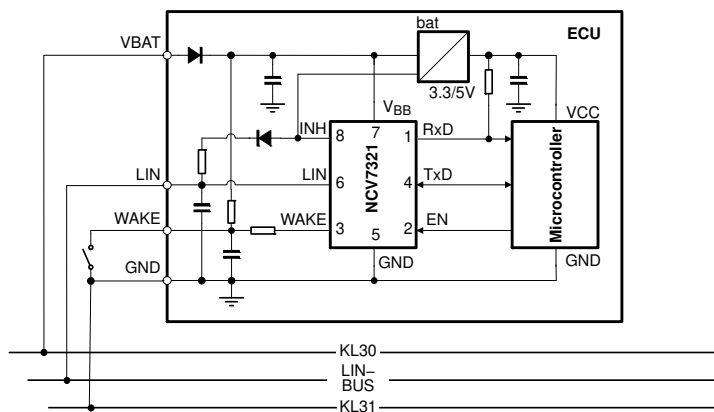 bat
ECU
VBAT
3.3/5V
VBB
VCC
INH
8
7
1
RxD
LIN
LIN
6
NCV7321
4
TxD
Microcontroller
WAKE
WAKE
3
2
EN
5
GND
GND
GND
KL30
LIN–
BUS
KL31